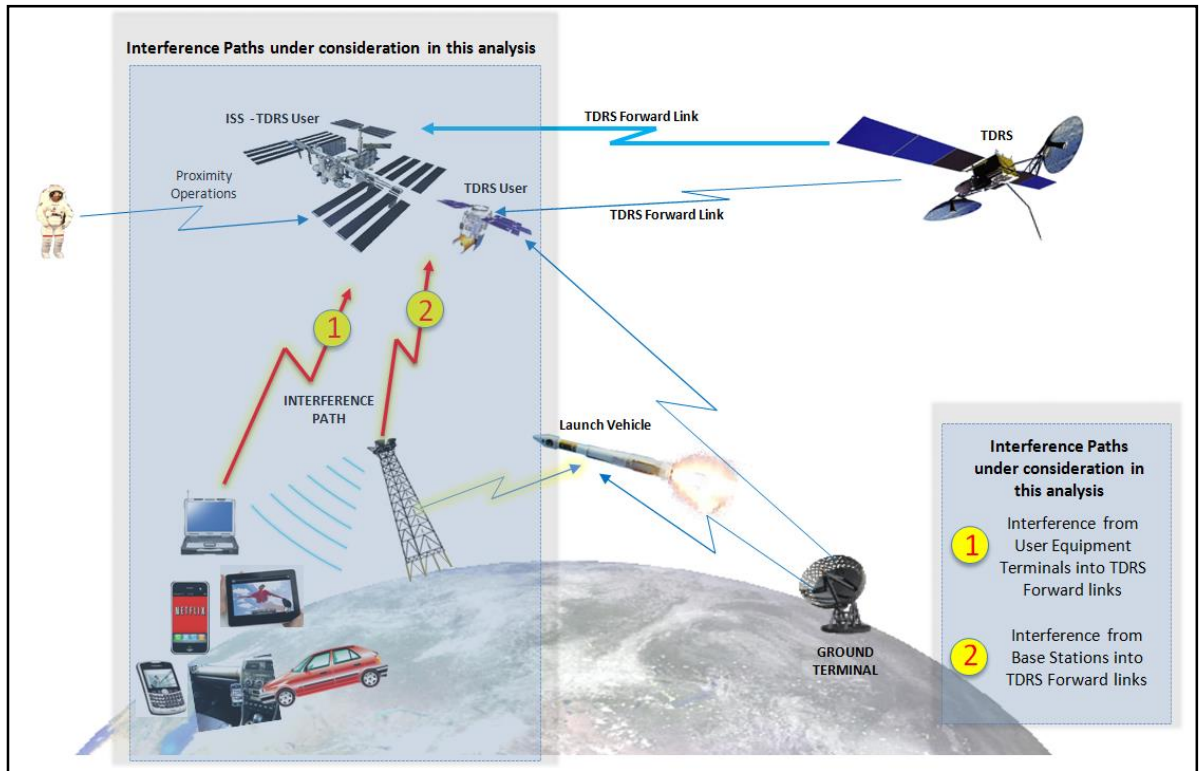 Interference Paths under consideration in this analysis
ISS - TDRS User
TDRS Forward Link
TDRS
Proximity
Operations
TDRS User
TDRS Forward Link
1
2
INTERFERENCE
PATH
Launch Vehicle
NETFLIX
GROUND
TERMINAL
Interference Paths
under consideration in
this analysis
1
Interference from
User Equipment
Terminals into TDRS
Forward links
2
Interference from
Base Stations into
TDRS Forward links